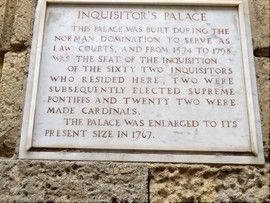 INQUISITOR'S PALACE
THIS PALACE WAS BUILT DURING THE
NORMAN DOMINATION TO SERVE AS
LAW COURTS, AND FROM 1574 TO 1798
WAS THE SEAT OF THE INQUISITION
OF THE SIXTY TWO INQUISITORS
WHO RESIDED HERE, TWO WERE
SUBSEQUENTLY ELECTED SUPREME
PONTIFFS AND TWENTY TWO WERE
MADE CARDINALS.
THE PALACE WAS ENLARGED TO ITS
PRESENT SIZE IN 1767.